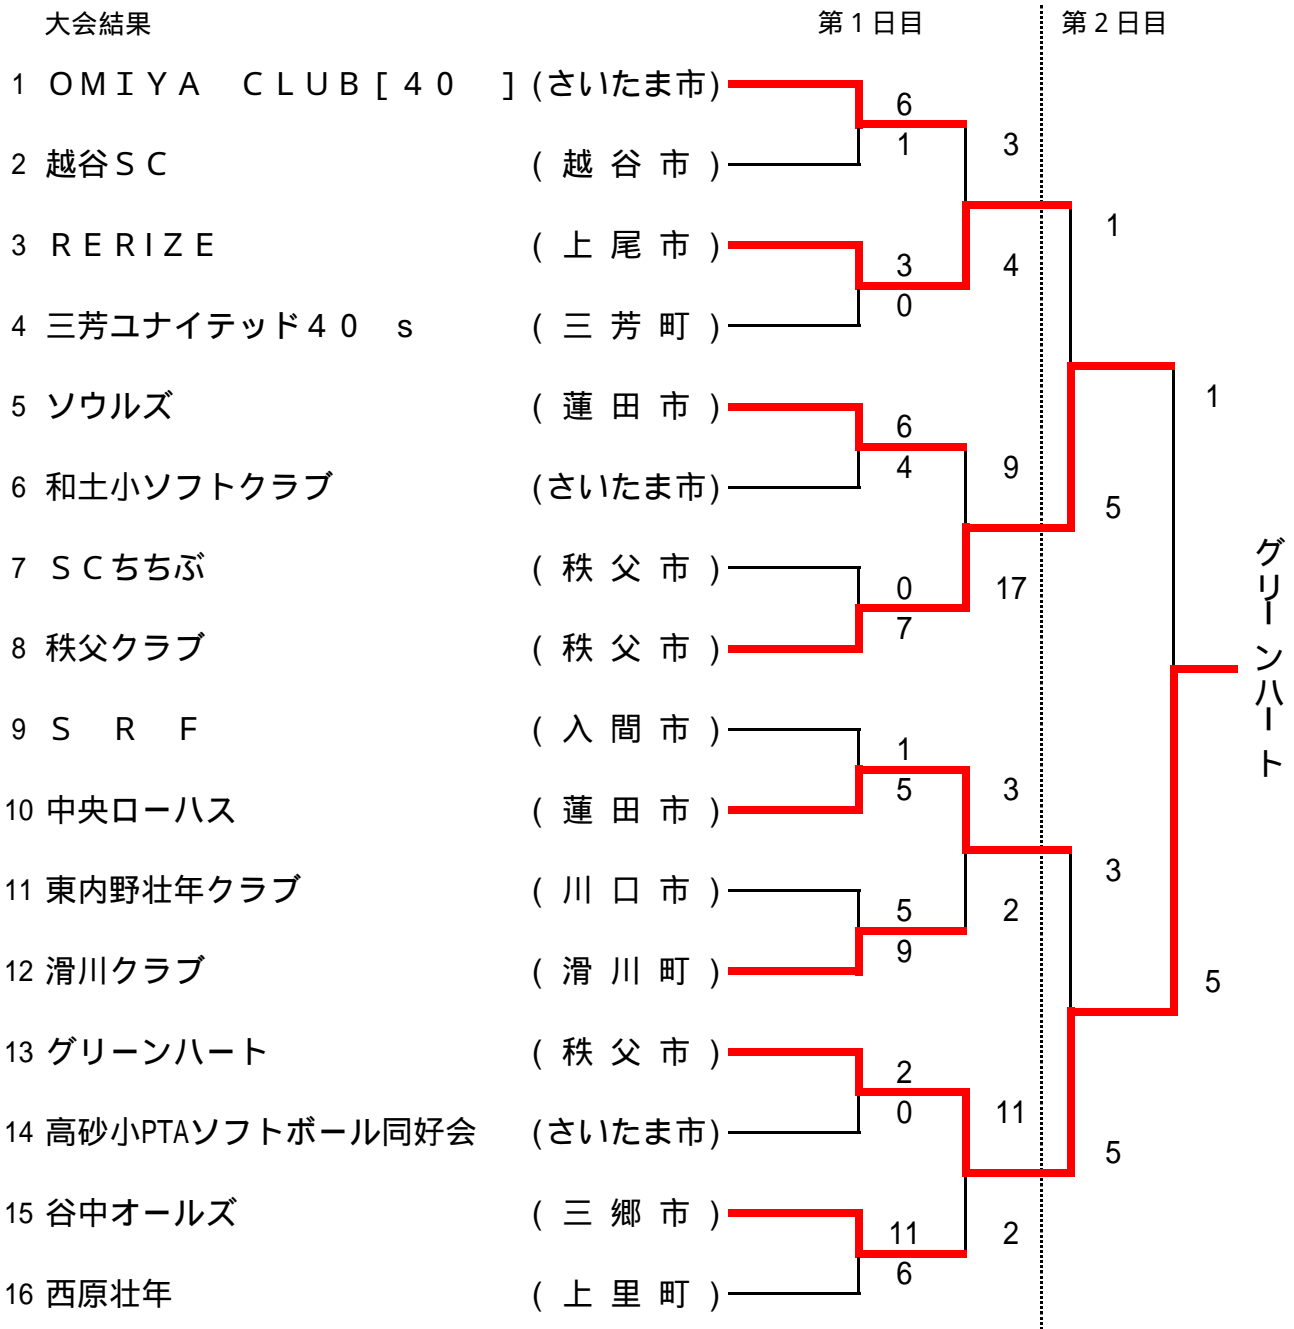 大会結果 第１日目 第２日目
1 ＯＭＩＹＡ　ＣＬＵＢ［４０　］ (さいたま市)
6
1
3
2 越谷ＳＣ ( 越 谷 市 )
1
3 ＲＥＲＩＺＥ ( 上 尾 市 )
3
0
4
4 三芳ユナイテッド４０　ｓ ( 三 芳 町 )
1
5 ソウルズ ( 蓮 田 市 )
6
4
9
6 和土小ソフトクラブ (さいたま市)
5
7 ＳＣちちぶ ( 秩 父 市 )
0
7
17
8 秩父クラブ ( 秩 父 市 )
グリーンハート
9 Ｓ　Ｒ　Ｆ ( 入 間 市 )
1
5
3
10 中央ローハス ( 蓮 田 市 )
3
11 東内野壮年クラブ ( 川 口 市 )
5
9
2
12 滑川クラブ ( 滑 川 町 )
5
13 グリーンハート ( 秩 父 市 )
2
0
11
14 高砂小PTAソフトボール同好会 (さいたま市)
5
15 谷中オールズ ( 三 郷 市 )
11
6
2
16 西原壮年 ( 上 里 町 )